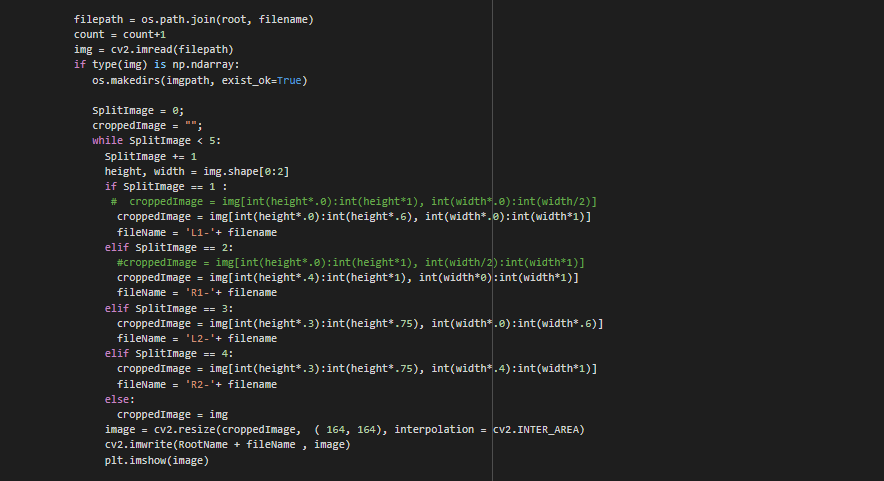 filepath = os.path.join(root, filename)
count = count+1
img = cv2.imread(filepath)
if type(img) is np.ndarray:
os.makedirs(imgpath, exist_ok=True)
SplitImage = 0;
croppedImage = "";
while SplitImage < 5:
SplitImage += 1
height, width = img.shape[0:2]
if SplitImage == 1 :
#  croppedImage = img[int(height*.0):int(height*1), int(width*.0):int(width/2)]
croppedImage = img[int(height*.0):int(height*.6), int(width*.0):int(width*1)]
fileName = 'L1-'+ filename
elif SplitImage == 2:
#croppedImage = img[int(height*.0):int(height*1), int(width/2):int(width*1)]
croppedImage = img[int(height*.4):int(height*1), int(width*0):int(width*1)]
fileName = 'R1-'+ filename
elif SplitImage == 3:
croppedImage = img[int(height*.3):int(height*.75), int(width*.0):int(width*.6)]
fileName = 'L2-'+ filename
elif SplitImage == 4:
croppedImage = img[int(height*.3):int(height*.75), int(width*.4):int(width*1)]
fileName = 'R2-'+ filename
else:
croppedImage = img
image = cv2.resize(croppedImage,  ( 164, 164), interpolation = cv2.INTER_AREA)
cv2.imwrite(RootName + fileName , image)
plt.imshow(image)